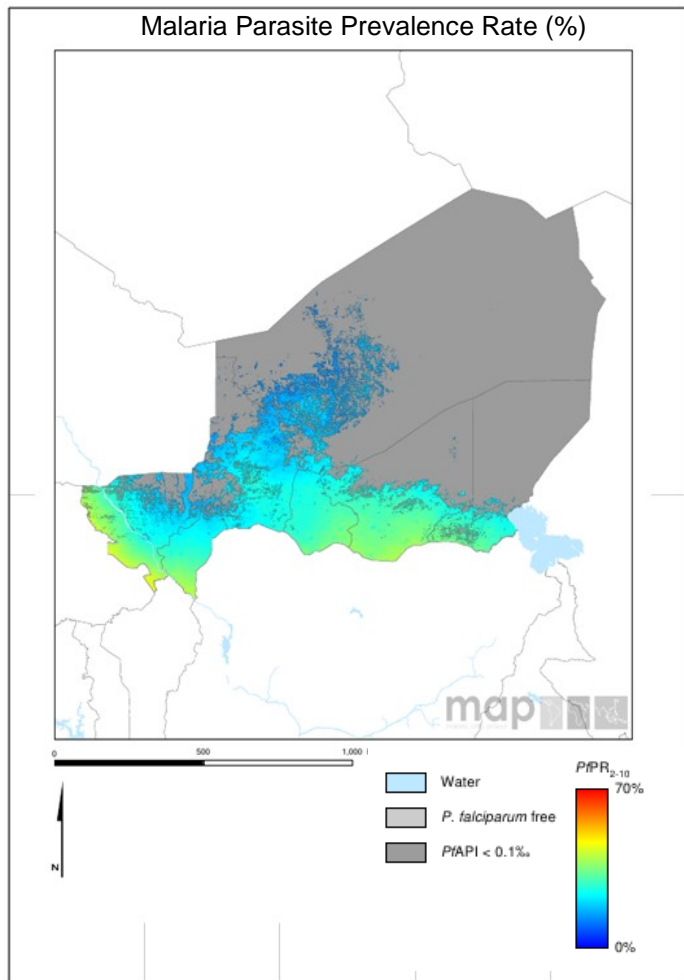 Malaria Parasite Prevalence Rate (%)
map
0 500 1,000
Water
P. falciparum free
PfAPI < 0.1‰
PfPR2-10
70%
0%
N